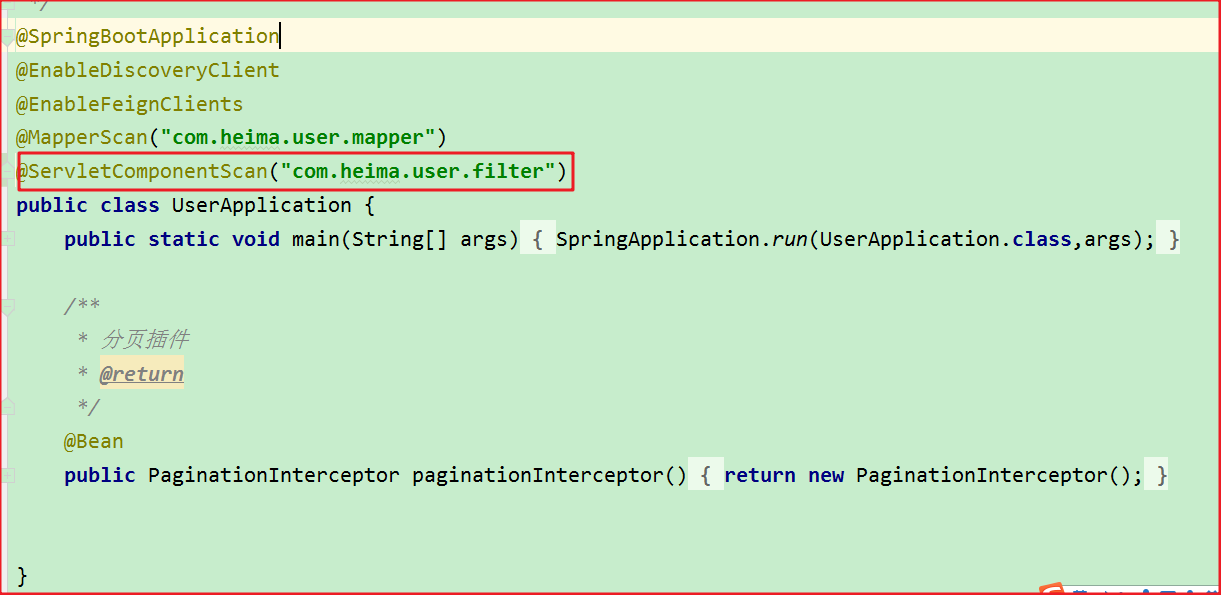 */
@SpringBootApplication
@EnableDiscoveryClient
@EnableFeignClients
@MapperScan("com.heima.user.mapper")
@ServletComponentScan("com.heima.user.filter")
public class UserApplication {
    public static void main(String[] args) { SpringApplication.run(UserApplication.class,args); }
    /**
     * 分页插件
     * @return
     */
    @Bean
    public PaginationInterceptor paginationInterceptor() { return new PaginationInterceptor(); }
}